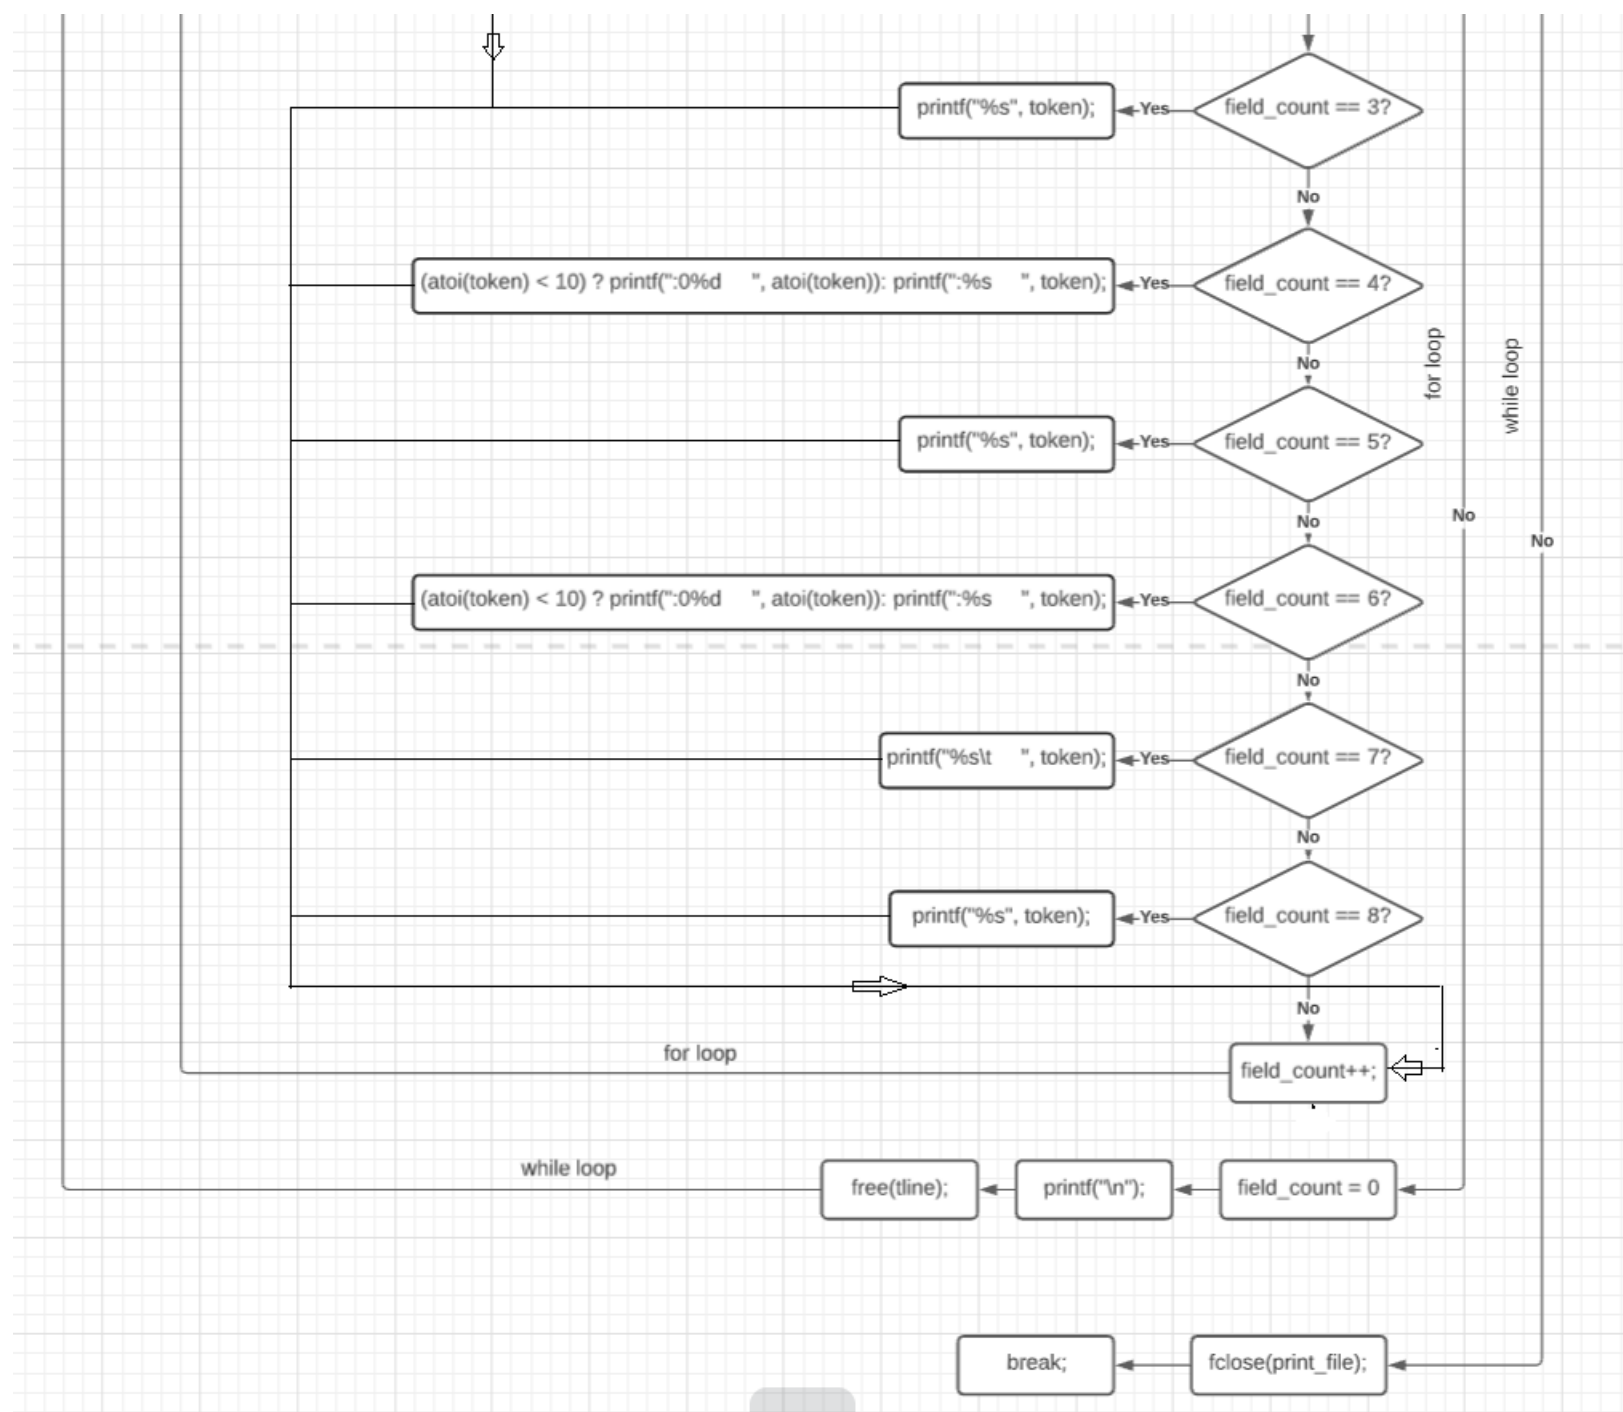 printf("%s", token);
Yes
field_count == 3?
No
(atoi(token) < 10) ? printf(":0%d     ", atoi(token)): printf(":%s     ", token);
Yes
field_count == 4?
No
for loop
while loop
printf("%s", token);
Yes
field_count == 5?
No
No
No
(atoi(token) < 10) ? printf(":0%d     ", atoi(token)): printf(":%s     ", token);
Yes
field_count == 6?
No
printf("%s\t     ", token);
Yes
field_count == 7?
No
printf("%s", token);
Yes
field_count == 8?
No
for loop
field_count++;
while loop
free(tline);
printf("\n");
field_count = 0
break;
fclose(print_file);